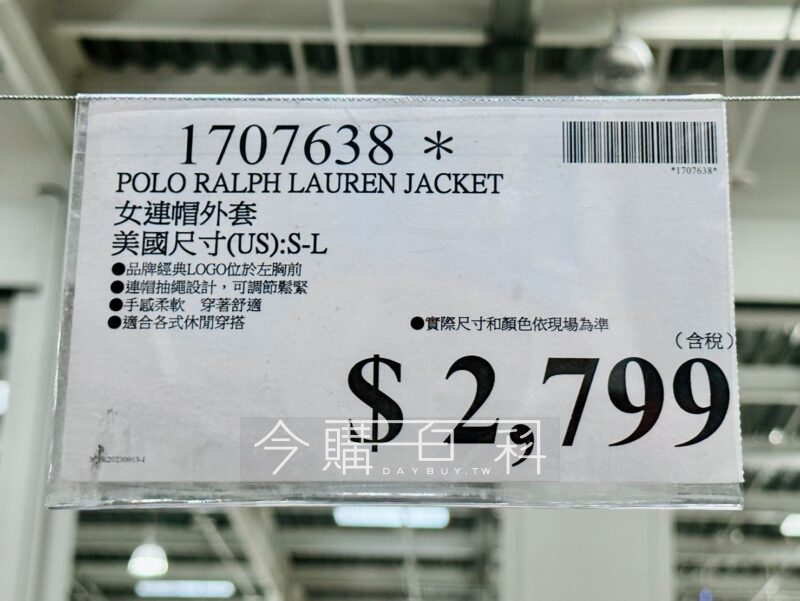 1707638 *
*1707638*
POLO RALPH LAUREN JACKET
女連帽外套
美國尺寸(US):S-L
●品牌經典LOGO位於左胸前
●連帽抽繩設計，可調節鬆緊
●手感柔軟 穿著舒適
●適合各式休閒穿搭
●實際尺寸和顏色依現場為準
(含稅)
$ 2,799
今購百科
DAYBUY.TW